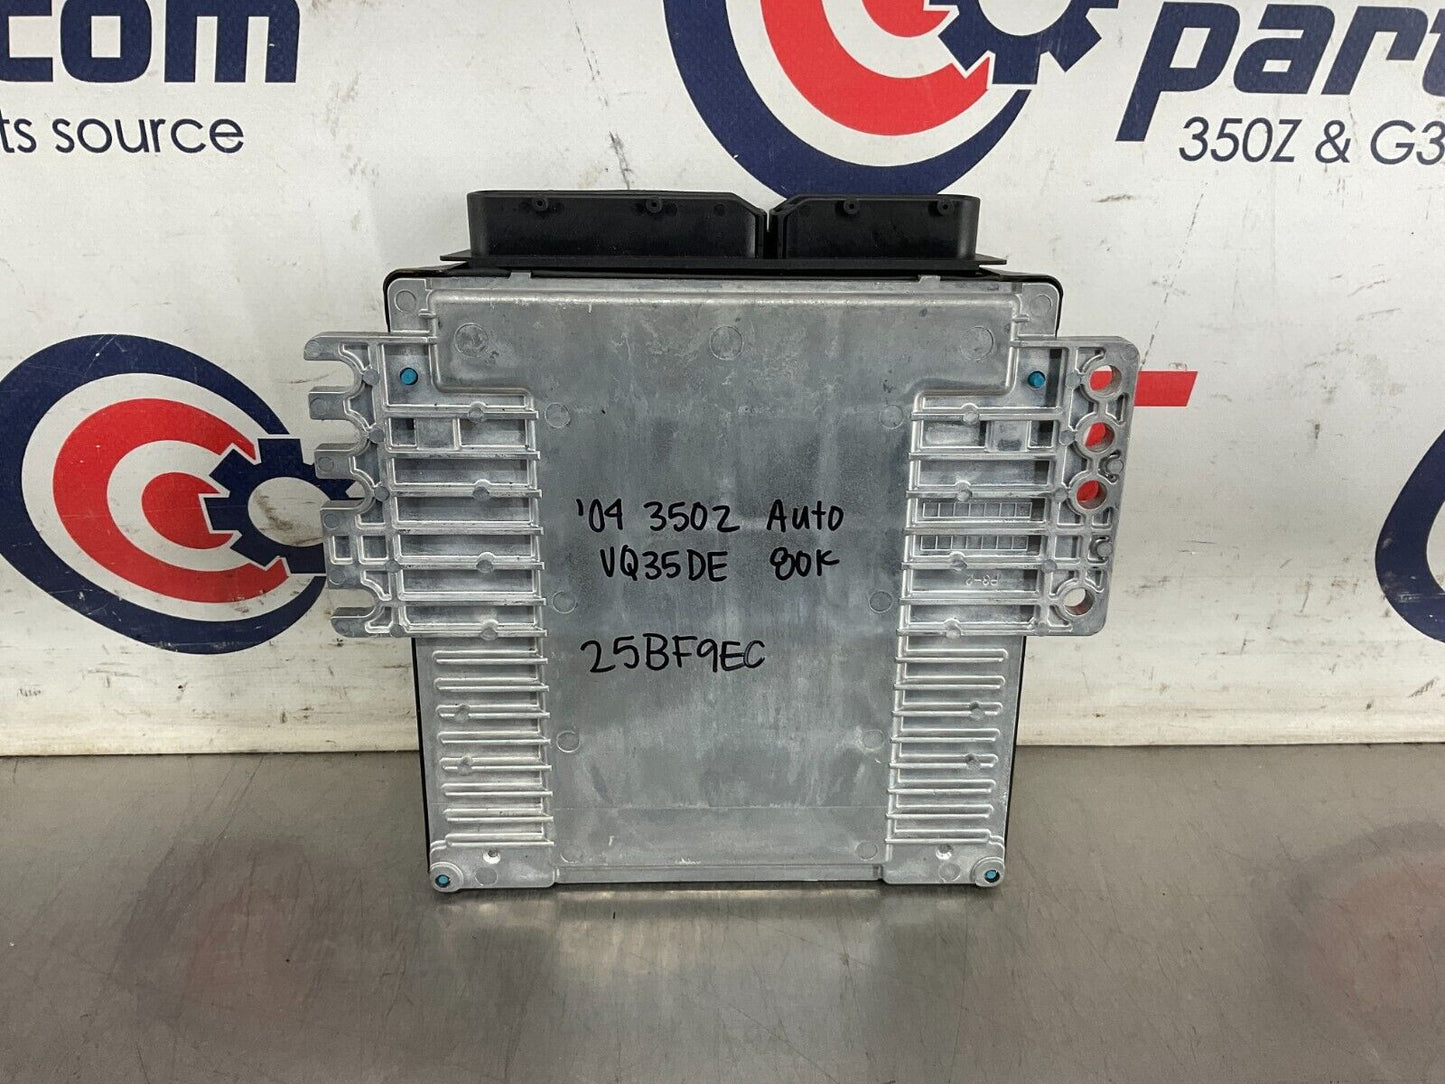 com
ts source
part
350Z & G3
'04 350Z Auto
VQ35DE 80K
25BF9EC